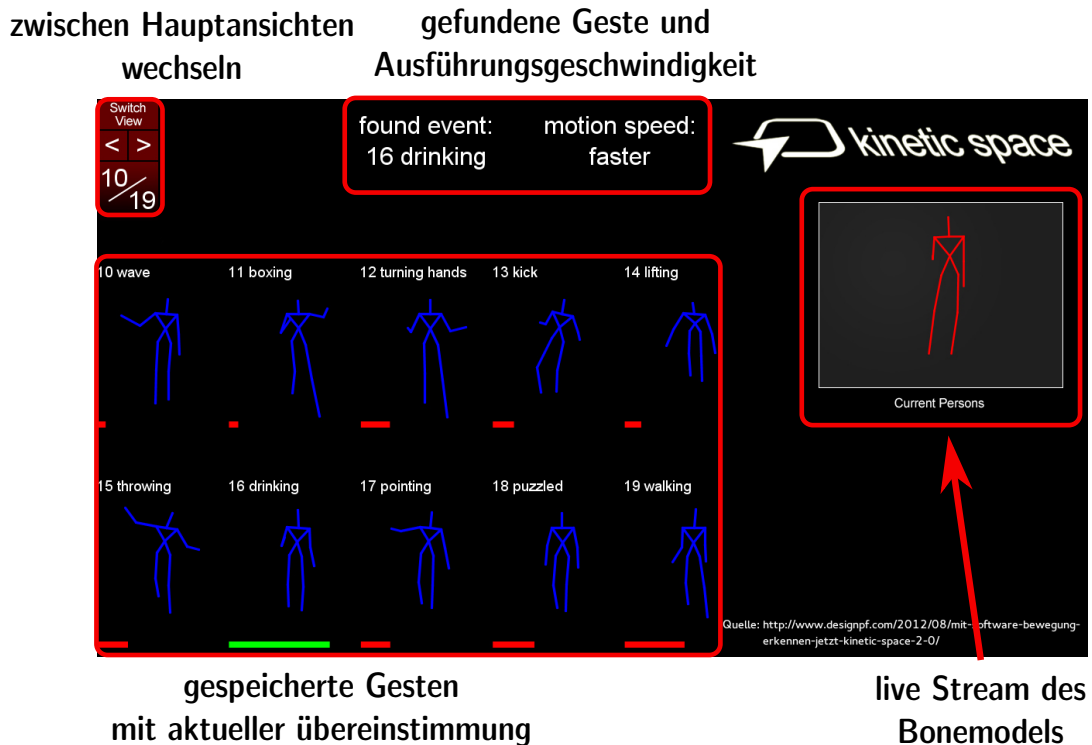 zwischen Hauptansichten
wechseln
gefundene Geste und
Ausführungsgeschwindigkeit
Switch
View
< >
10/19
found event:
16 drinking
motion speed:
faster
kinetic space
10 wave
11 boxing
12 turning hands
13 kick
14 lifting
Current Persons
15 throwing
16 drinking
17 pointing
18 puzzled
19 walking
Quelle: http://www.designpf.com/2012/08/mit-software-bewegung-
erkennen-jetzt-kinetic-space-2-0/
gespeicherte Gesten
mit aktueller übereinstimmung
live Stream des
Bonemodels